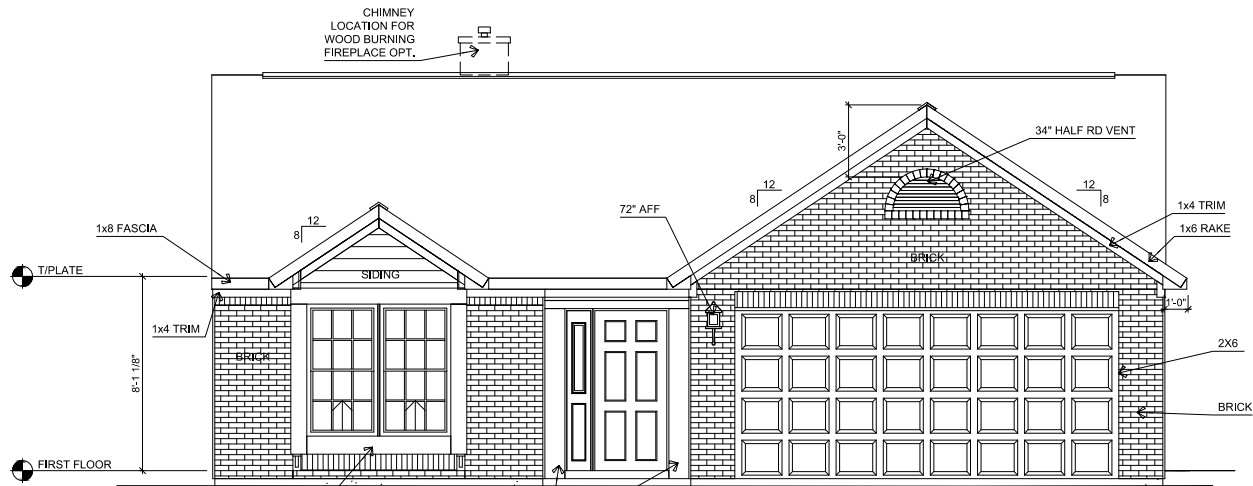 CHIMNEY
LOCATION FOR
WOOD BURNING
FIREPLACE OPT.
3'-0"
34" HALF RD VENT
12
8
12
8
12
8
72" AFF
1x4 TRIM
1x6 RAKE
1x8 FASCIA
T/PLATE
SIDING
BRICK
1'-0"
1x4 TRIM
BRICK
8'-1 1/8"
2X6
BRICK
FIRST FLOOR